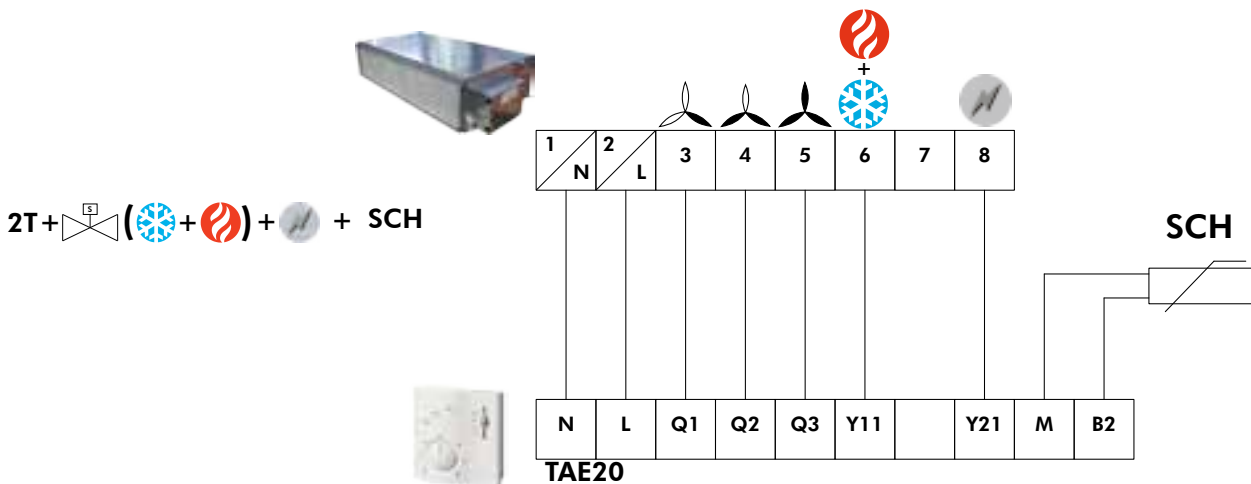 +
1 N 2 L 3 4 5 6 7 8
2T + S ( + ) + + SCH
SCH
N L Q1 Q2 Q3 Y11 Y21 M B2
TAE20